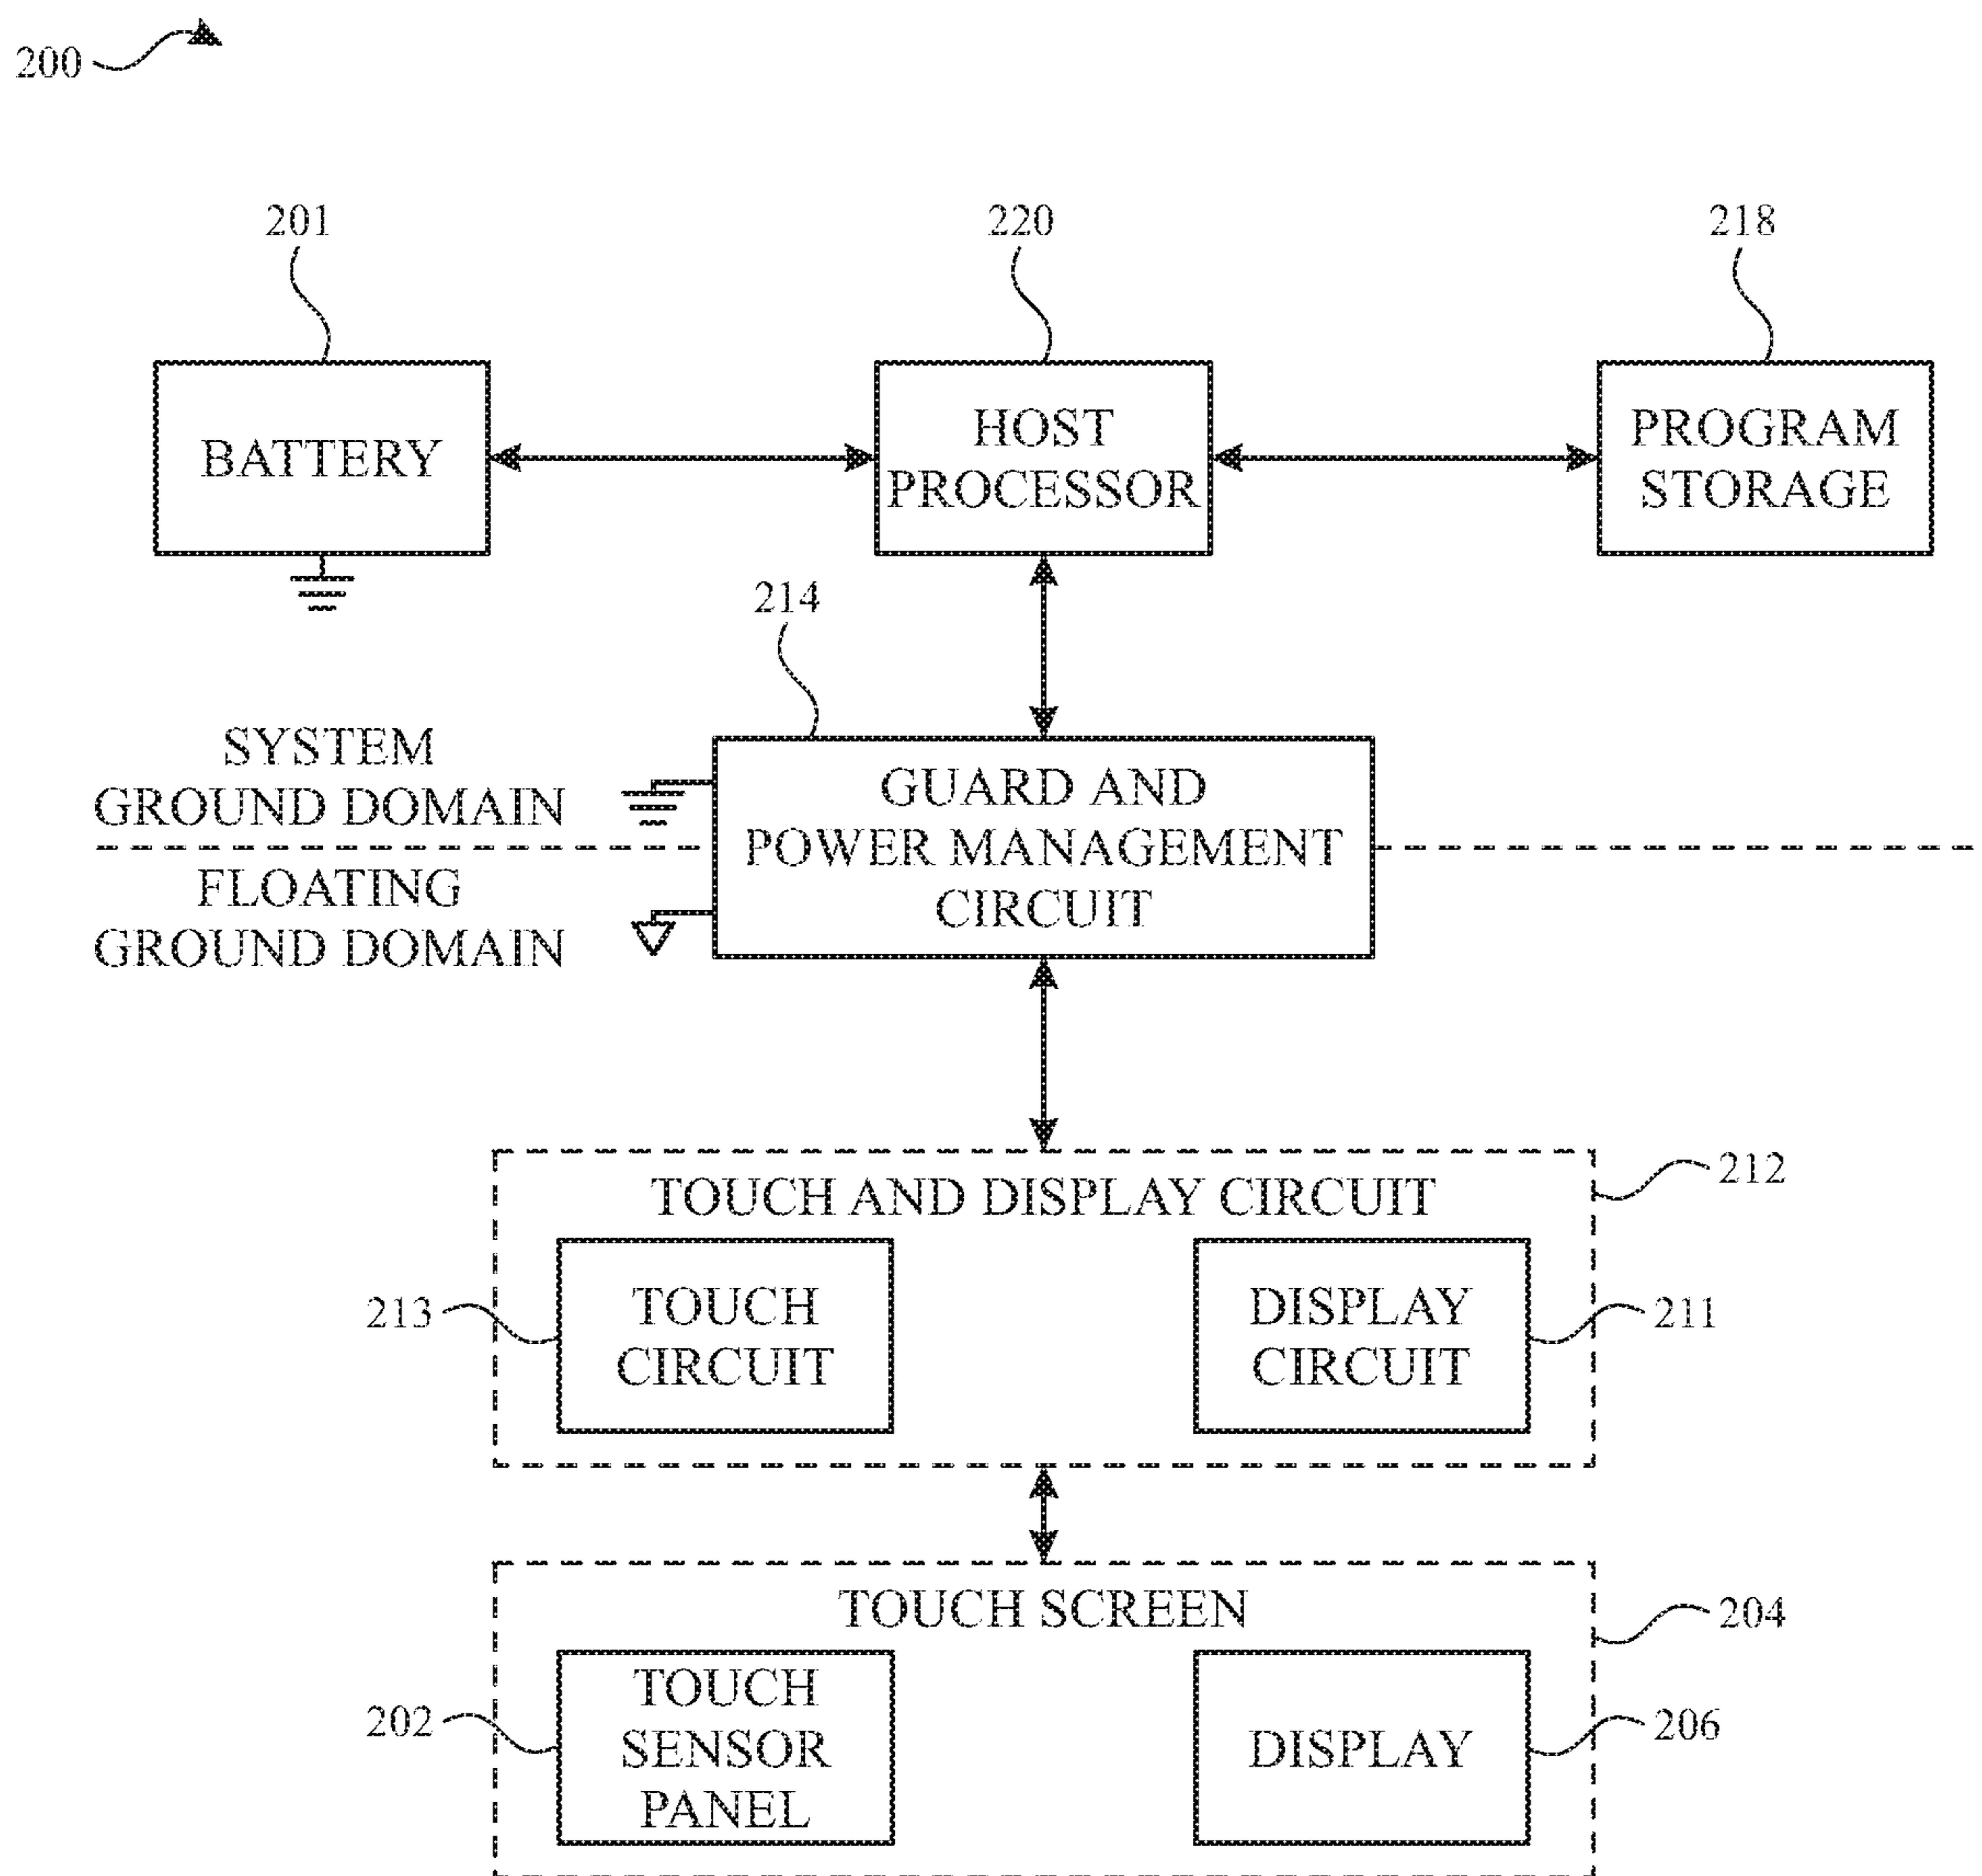 200
201
220
218
BATTERY
HOST
PROCESSOR
PROGRAM
STORAGE
214
SYSTEM
GROUND DOMAIN
FLOATING
GROUND DOMAIN
GUARD AND
POWER MANAGEMENT
CIRCUIT
212
TOUCH AND DISPLAY CIRCUIT
213
TOUCH
CIRCUIT
DISPLAY
CIRCUIT
211
TOUCH SCREEN
204
202
TOUCH
SENSOR
PANEL
DISPLAY
206